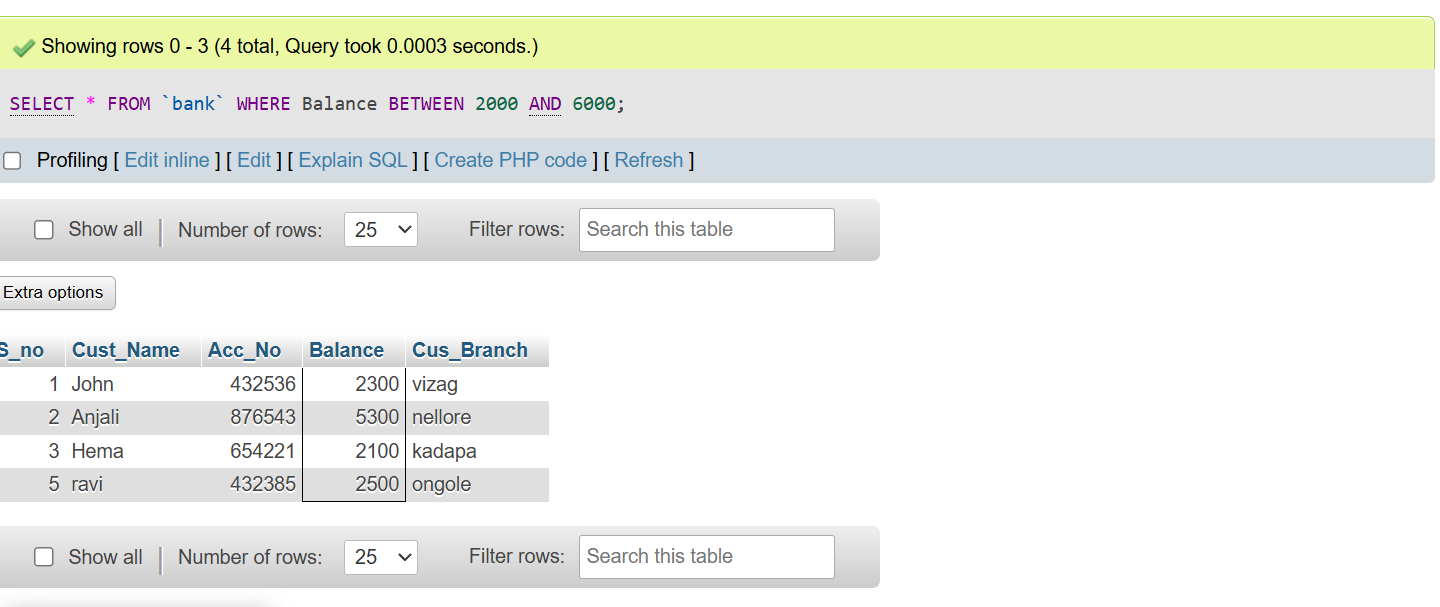 Showing rows 0 - 3 (4 total, Query took 0.0003 seconds.)
SELECT * FROM `bank` WHERE Balance BETWEEN 2000 AND 6000;
Profiling [ Edit inline ] [ Edit ] [ Explain SQL ] [ Create PHP code ] [ Refresh ]
Show all | Number of rows: 25 Filter rows: Search this table
Extra options
S_no Cust_Name Acc_No Balance Cus_Branch
1 John 432536 2300 vizag
2 Anjali 876543 5300 nellore
3 Hema 654221 2100 kadapa
5 ravi 432385 2500 ongole
Show all | Number of rows: 25 Filter rows: Search this table